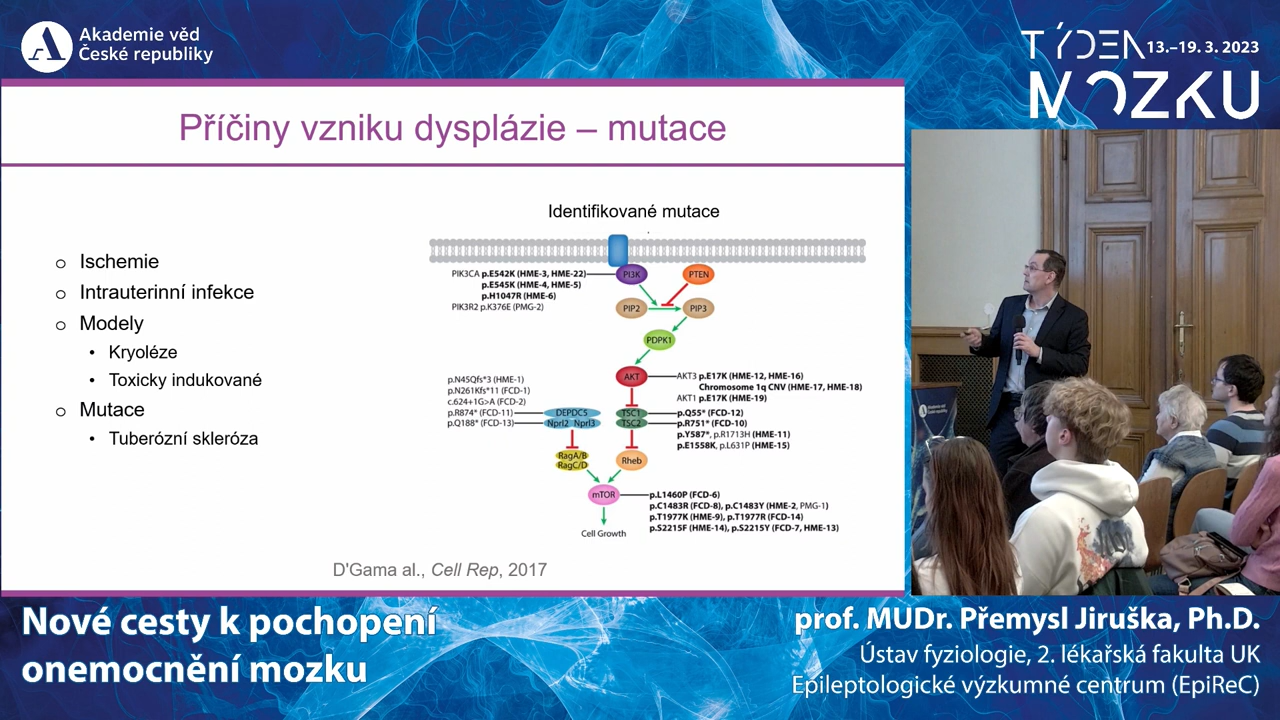 Akademie věd
České republiky
TÝDEN 13.–19. 3. 2023
MOZKU
Příčiny vzniku dysplázie – mutace
Ischemie
Intrauterinní infekce
Modely
Kryoléze
Toxicky indukované
Mutace
Tuberózní skleróza
Identifikované mutace
PIK3CA p.E542K (HME-3, HME-22)
p.E545K (HME-4, HME-5)
p.H1047R (HME-6)
PIK3R2 p.K376E (PMG-2)
PI3K
PTEN
PIP2
PIP3
PDPK1
AKT
AKT3 p.E17K (HME-12, HME-16)
Chromosome 1q CNV (HME-17, HME-18)
AKT1 p.E17K (HME-19)
p.N45Qfs*3 (HME-1)
p.N261Kfs*11 (FCD-1)
c.624+1G>A (FCD-2)
p.R874* (FCD-11)
p.Q188* (FCD-13)
DEPDC5
Nprl2 Nprl3
TSC1
TSC2
p.Q55* (FCD-12)
p.R751* (FCD-10)
p.Y587*, p.R1713H (HME-11)
p.E1558K, p.L631P (HME-15)
RagA/B
RagC/D
Rheb
mTOR
p.L1460P (FCD-6)
p.C1483R (FCD-8), p.C1483Y (HME-2, PMG-1)
p.T1977K (HME-9), p.T1977R (FCD-14)
p.S2215F (HME-14), p.S2215Y (FCD-7, HME-13)
Cell Growth
D'Gama al., Cell Rep, 2017
Akademie věd
České republiky
Nové cesty k pochopení
onemocnění mozku
prof. MUDr. Přemysl Jiruška, Ph.D.
Ústav fyziologie, 2. lékařská fakulta UK
Epileptologické výzkumné centrum (EpiReC)